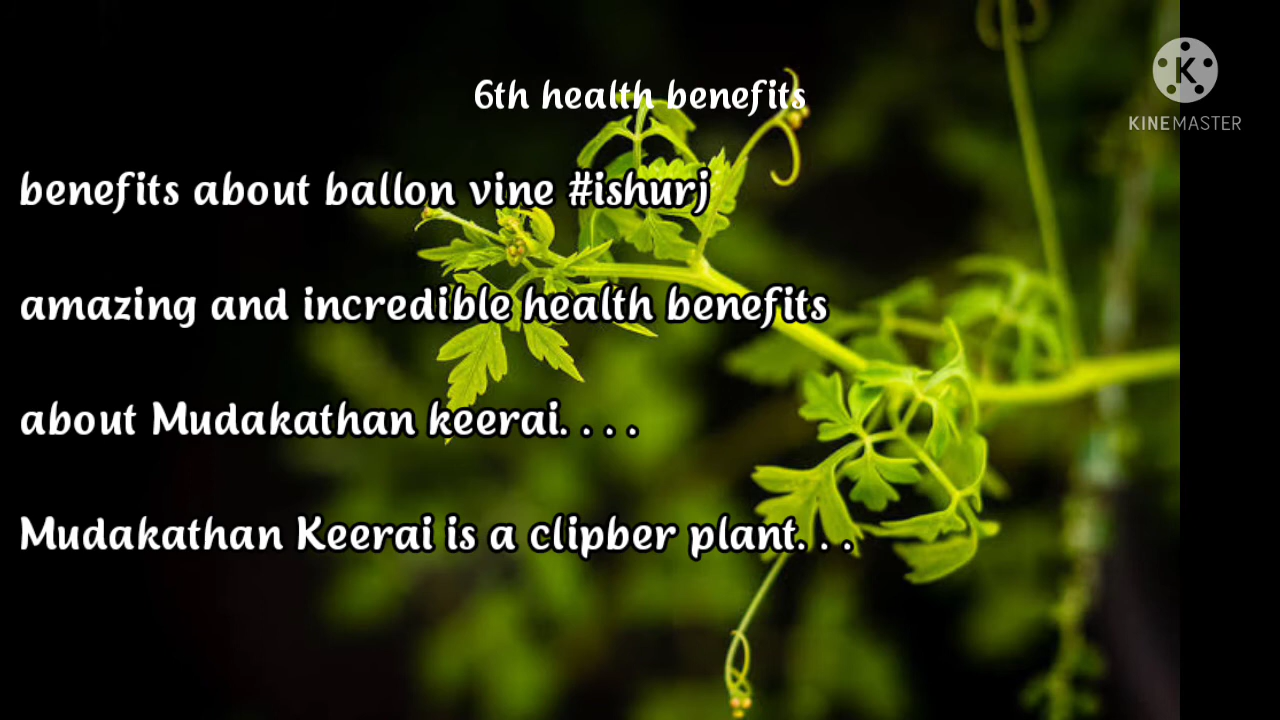 6th health benefits
KINEMASTER
benefits about ballon vine #ishurj
amazing and incredible health benefits
about Mudakathan keerai. . . .
Mudakathan Keerai is a clipber plant. . .